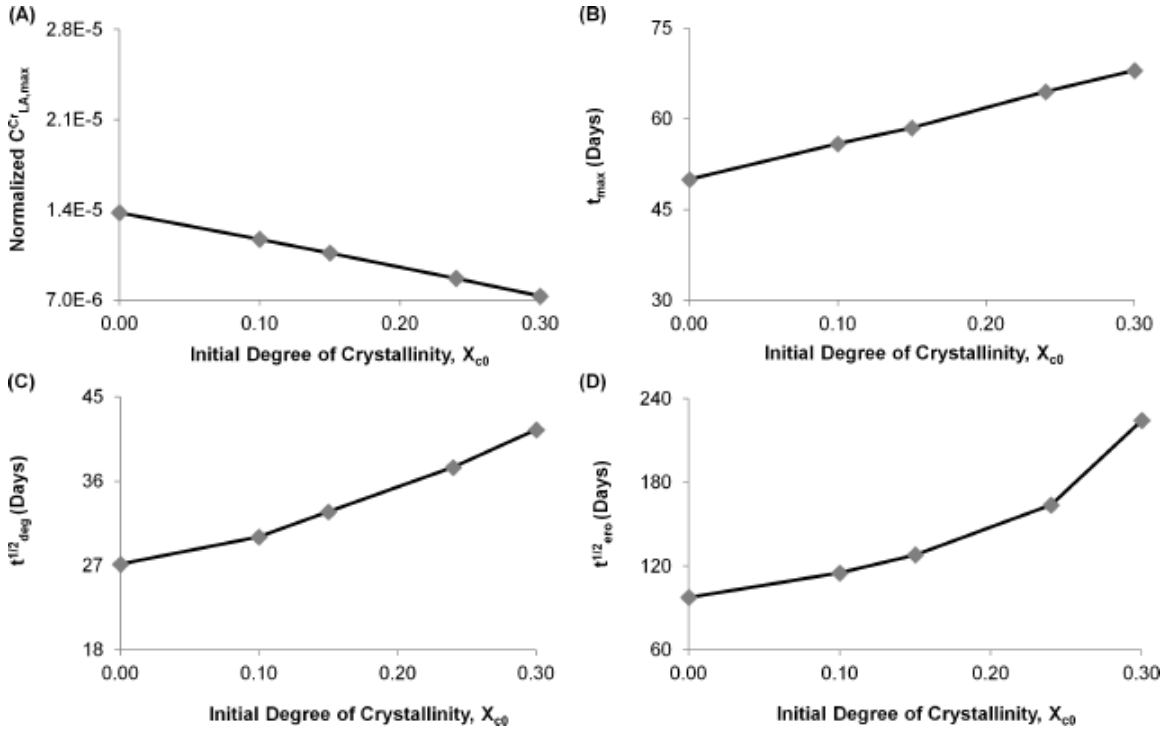 (A)
2.8E-5
2.1E-5
1.4E-5
7.0E-6
Normalized C^Cr_LA,max
0.00 0.10 0.20 0.30
Initial Degree of Crystallinity, X_c0
(B)
75
60
45
30
t_max (Days)
0.00 0.10 0.20 0.30
Initial Degree of Crystallinity, X_c0
(C)
45
36
27
18
t^1/2_deg (Days)
0.00 0.10 0.20 0.30
Initial Degree of Crystallinity, X_c0
(D)
240
180
120
60
t^1/2_ero (Days)
0.00 0.10 0.20 0.30
Initial Degree of Crystallinity, X_c0